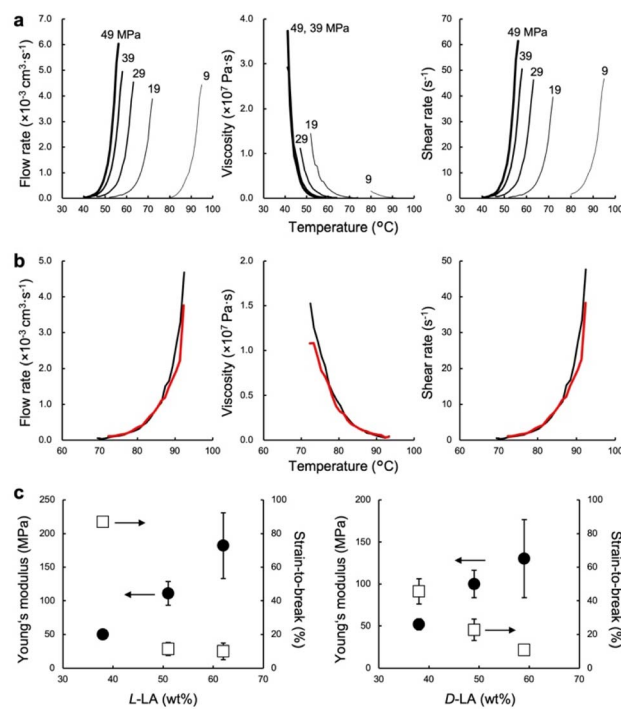 a
Flow rate (×10-3 cm3·s-1)
7.0
6.0
5.0
4.0
3.0
2.0
1.0
0.0
49 MPa
39
29
19
9
30 40 50 60 70 80 90 100
Viscosity (×107 Pa·s)
4.0
3.0
2.0
1.0
0.0
49, 39 MPa
29
19
9
30 40 50 60 70 80 90 100
Temperature (°C)
Shear rate (s-1)
70
60
50
40
30
20
10
0
49 MPa
39
29
19
9
30 40 50 60 70 80 90 100
b
Flow rate (×10-3 cm3·s-1)
5.0
4.0
3.0
2.0
1.0
0.0
60 70 80 90 100
Viscosity (×107 Pa·s)
2.0
1.5
1.0
0.5
0.0
60 70 80 90 100
Temperature (°C)
Shear rate (s-1)
50
40
30
20
10
0
60 70 80 90 100
c
Young's modulus (MPa)
250
200
150
100
50
0
100
80
60
40
20
0
Strain-to-break (%)
30 40 50 60 70
L-LA (wt%)
Young's modulus (MPa)
200
150
100
50
0
100
80
60
40
20
0
Strain-to-break (%)
30 40 50 60 70
D-LA (wt%)